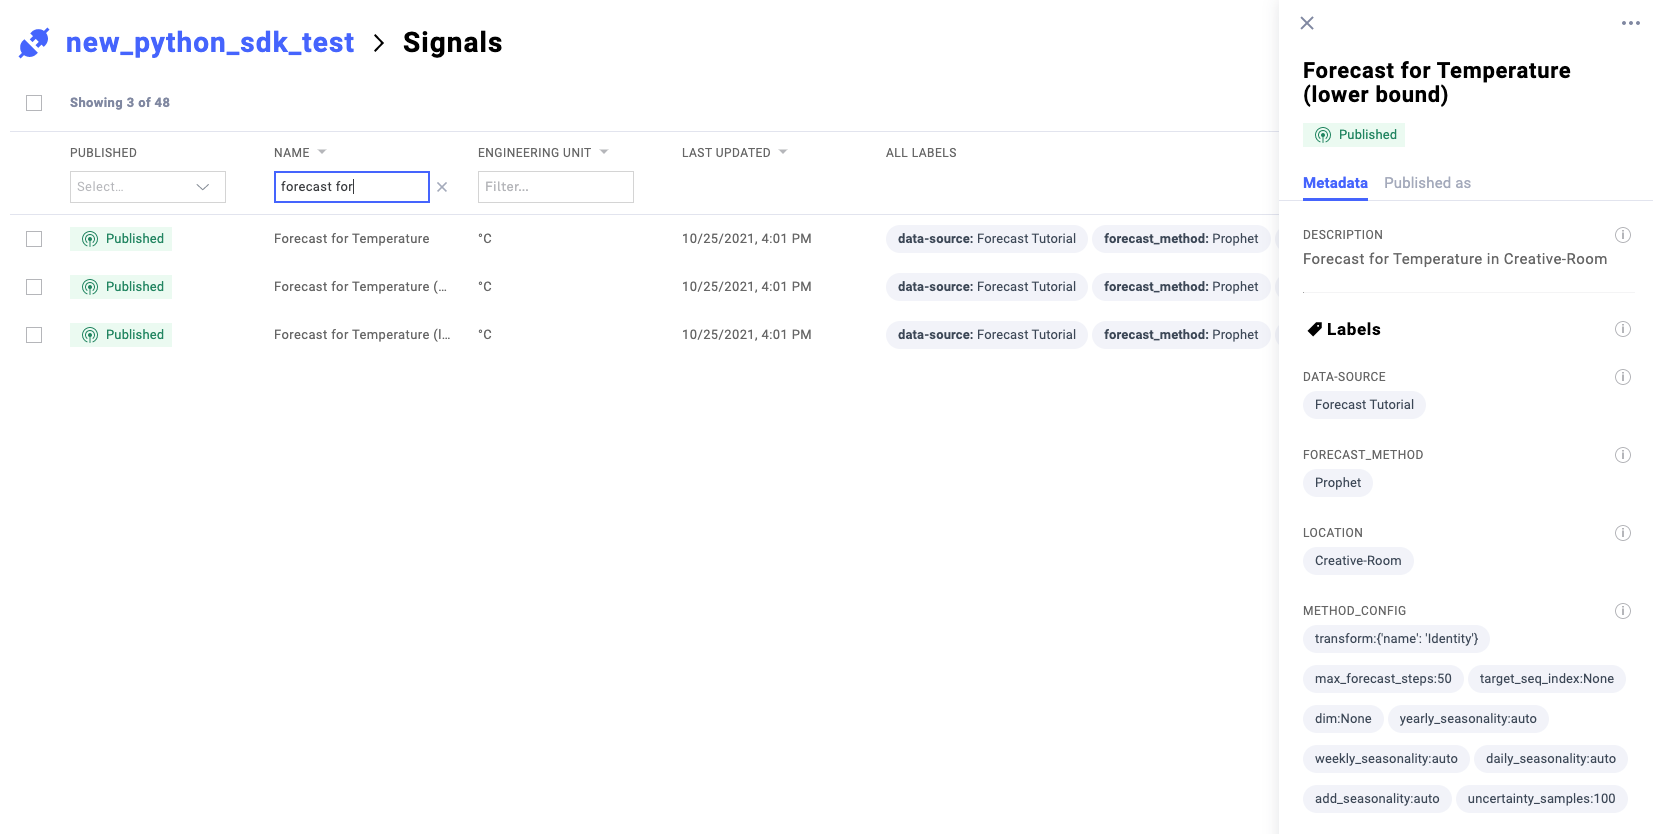 new_python_sdk_test > Signals
Showing 3 of 48
PUBLISHED NAME ENGINEERING UNIT LAST UPDATED ALL LABELS
Select... forecast for Filter...
Published Forecast for Temperature °C 10/25/2021, 4:01 PM data-source: Forecast Tutorial forecast_method: Prophet
Published Forecast for Temperature (... °C 10/25/2021, 4:01 PM data-source: Forecast Tutorial forecast_method: Prophet
Published Forecast for Temperature (l... °C 10/25/2021, 4:01 PM data-source: Forecast Tutorial forecast_method: Prophet
Forecast for Temperature
(lower bound)
Published
Metadata Published as
DESCRIPTION
Forecast for Temperature in Creative-Room
Labels
DATA-SOURCE
Forecast Tutorial
FORECAST_METHOD
Prophet
LOCATION
Creative-Room
METHOD_CONFIG
transform:{'name': 'Identity'}
max_forecast_steps:50 target_seq_index:None
dim:None yearly_seasonality:auto
weekly_seasonality:auto daily_seasonality:auto
add_seasonality:auto uncertainty_samples:100